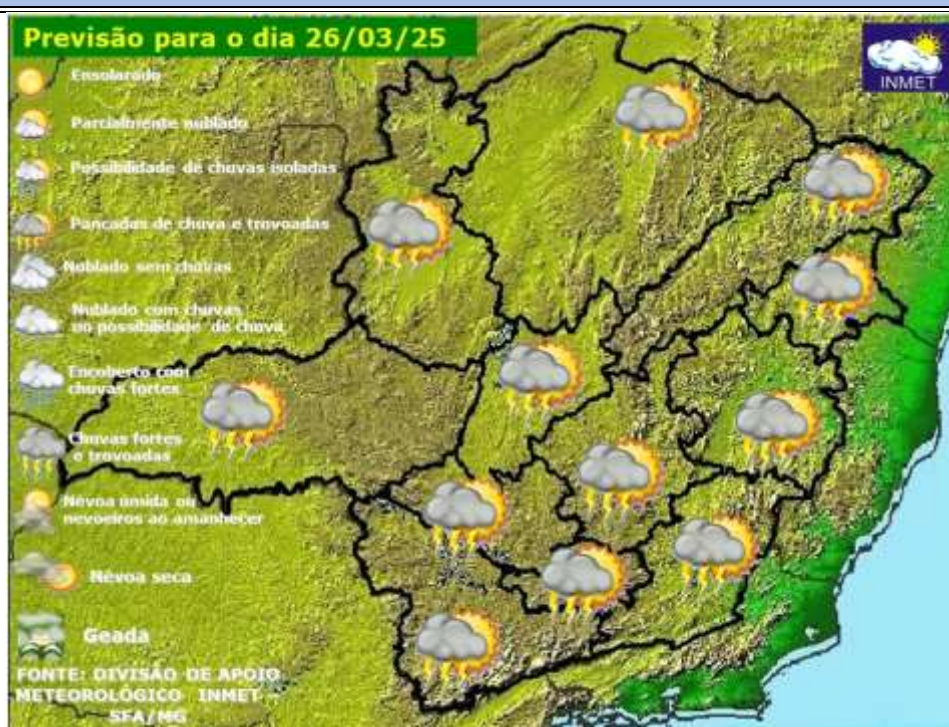 Previsão para o dia 26/03/25
INMET
Ensolarado
Parcialmente nublado
Possibilidade de chuvas isoladas
Pancadas de chuva e trovoadas
Nublado sem chuvas
Nublado com chuvas
ou possibilidade de chuva
Encoberto com
chuvas fortes
Chuvas fortes
e trovoadas
Névoa úmida ou
nevoeiros ao amanhecer
Névoa seca
Geada
FONTE: DIVISÃO DE APOIO
METEOROLÓGICO INMET-
SFA/MG